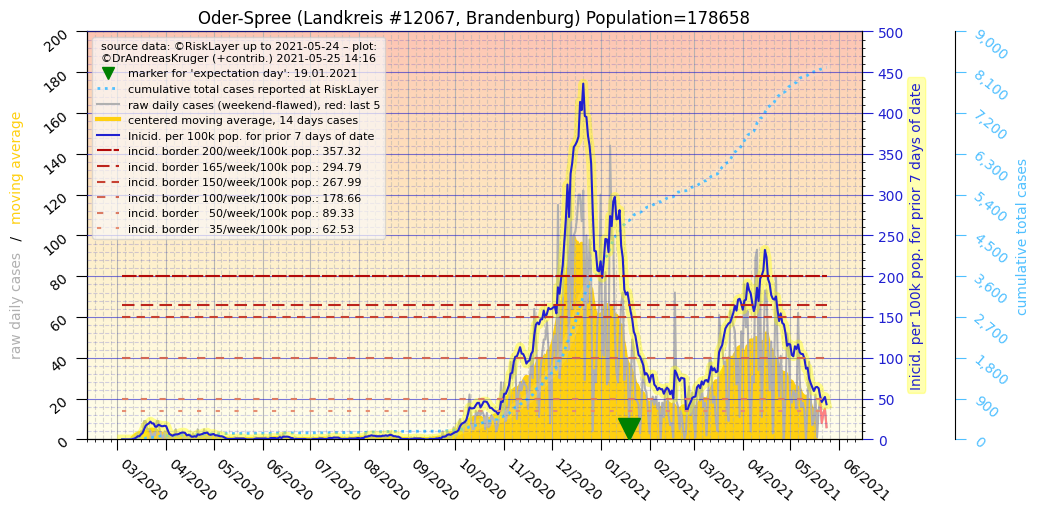 Oder-Spree (Landkreis #12067, Brandenburg) Population=178658
source data: ©RiskLayer up to 2021-05-24 – plot:
©DrAndreasKruger (+contrib.) 2021-05-25 14:16
marker for 'expectation day': 19.01.2021
cumulative total cases reported at RiskLayer
raw daily cases (weekend-flawed), red: last 5
centered moving average, 14 days cases
Inicid. per 100k pop. for prior 7 days of date
incid. border 200/week/100k pop.: 357.32
incid. border 165/week/100k pop.: 294.79
incid. border 150/week/100k pop.: 267.99
incid. border 100/week/100k pop.: 178.66
incid. border   50/week/100k pop.: 89.33
incid. border   35/week/100k pop.: 62.53
raw daily cases / moving average
200
180
160
140
120
100
80
60
40
20
0
03/2020
04/2020
05/2020
06/2020
07/2020
08/2020
09/2020
10/2020
11/2020
12/2020
01/2021
02/2021
03/2021
04/2021
05/2021
06/2021
500
450
400
350
300
250
200
150
100
50
0
Inicid. per 100k pop. for prior 7 days of date
9,000
8,100
7,200
6,300
5,400
4,500
3,600
2,700
1,800
900
0
cumulative total cases